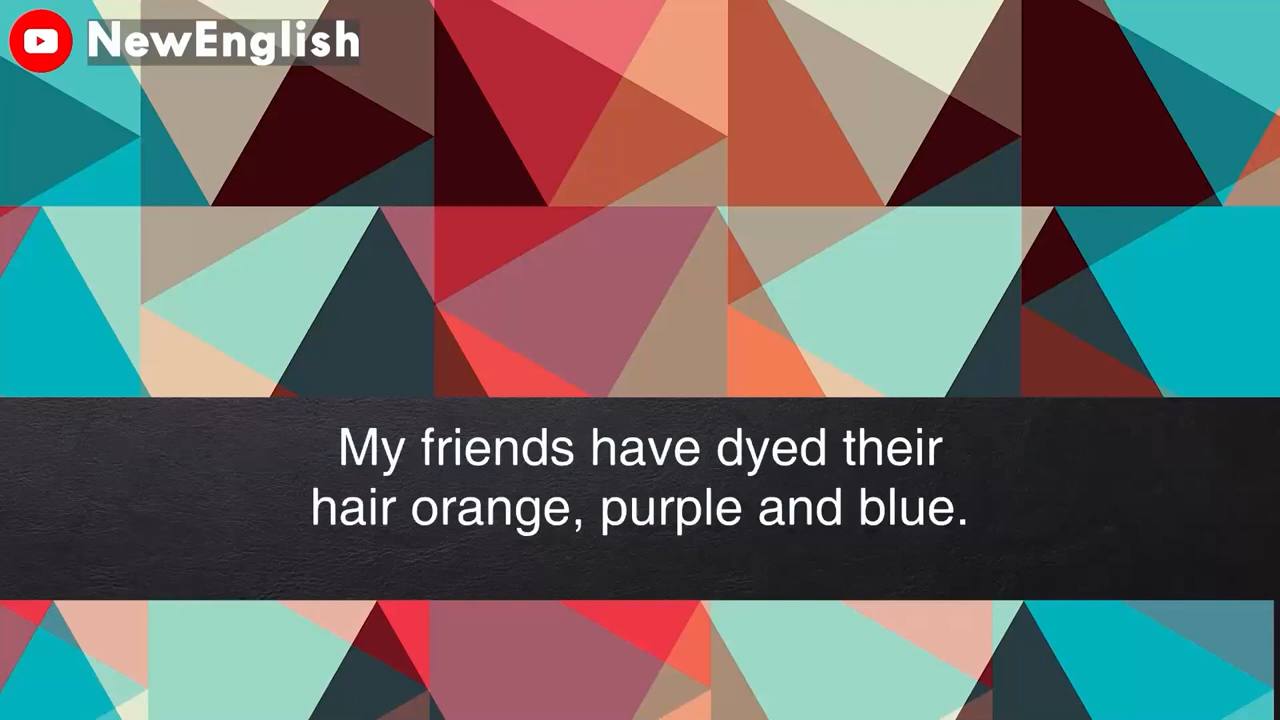 NewEnglish
My friends have dyed their
hair orange, purple and blue.